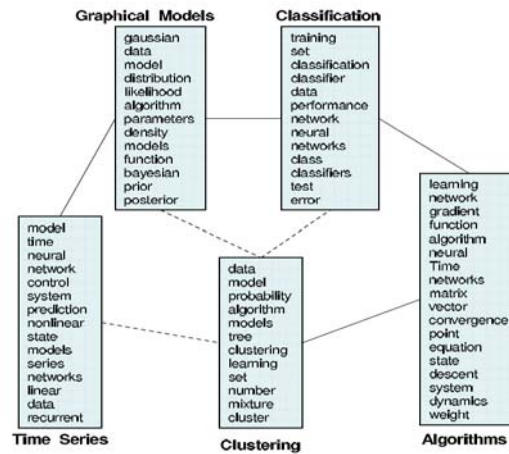 Graphical Models
gaussian
data
model
distribution
likelihood
algorithm
parameters
density
models
function
bayesian
prior
posterior
Classification
training
set
classification
classifier
data
performance
network
neural
networks
class
classifiers
test
error
model
time
neural
network
control
system
prediction
nonlinear
state
models
series
networks
linear
data
recurrent
Time Series
data
model
probability
algorithm
models
tree
clustering
learning
set
number
mixture
cluster
Clustering
learning
network
gradient
function
algorithm
neural
Time
networks
matrix
vector
convergence
point
equation
state
descent
system
dynamics
weight
Algorithms